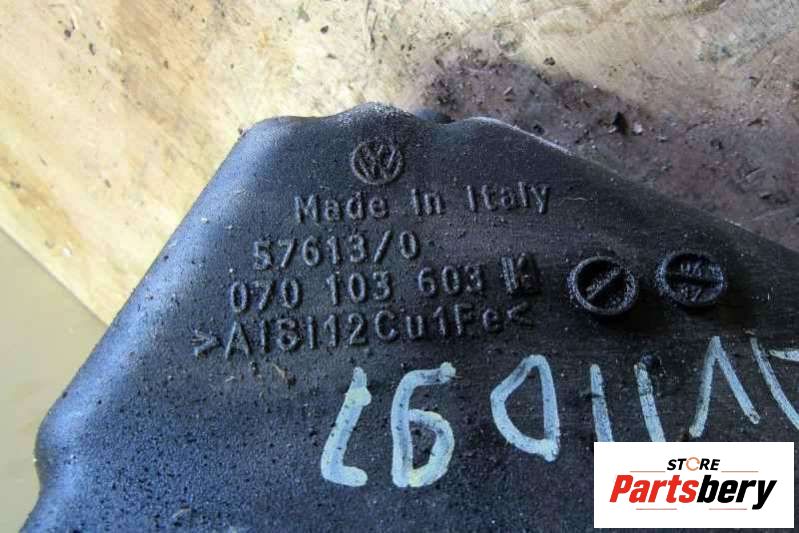 Made in Italy
57613/0
070 103 603
>AlSi12Cu1Fe<
STORE
Partsbery